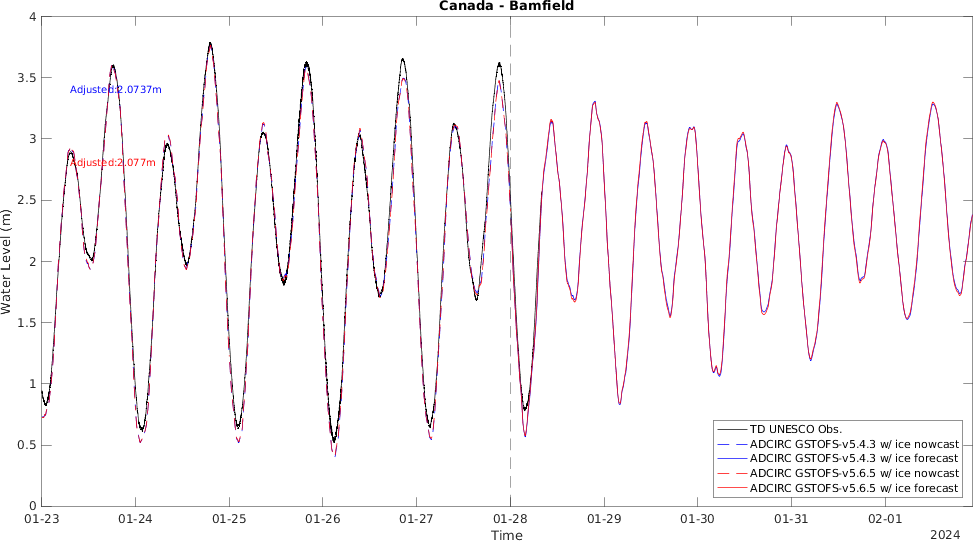 Canada - Bamfield
4
3.5
3
2.5
2
1.5
1
0.5
0
Water Level (m)
Adjusted:2.0737m
Adjusted:2.077m
TD UNESCO Obs.
ADCIRC GSTOFS-v5.4.3 w/ ice nowcast
ADCIRC GSTOFS-v5.4.3 w/ ice forecast
ADCIRC GSTOFS-v5.6.5 w/ ice nowcast
ADCIRC GSTOFS-v5.6.5 w/ ice forecast
01-23 01-24 01-25 01-26 01-27 01-28 01-29 01-30 01-31 02-01
Time
2024